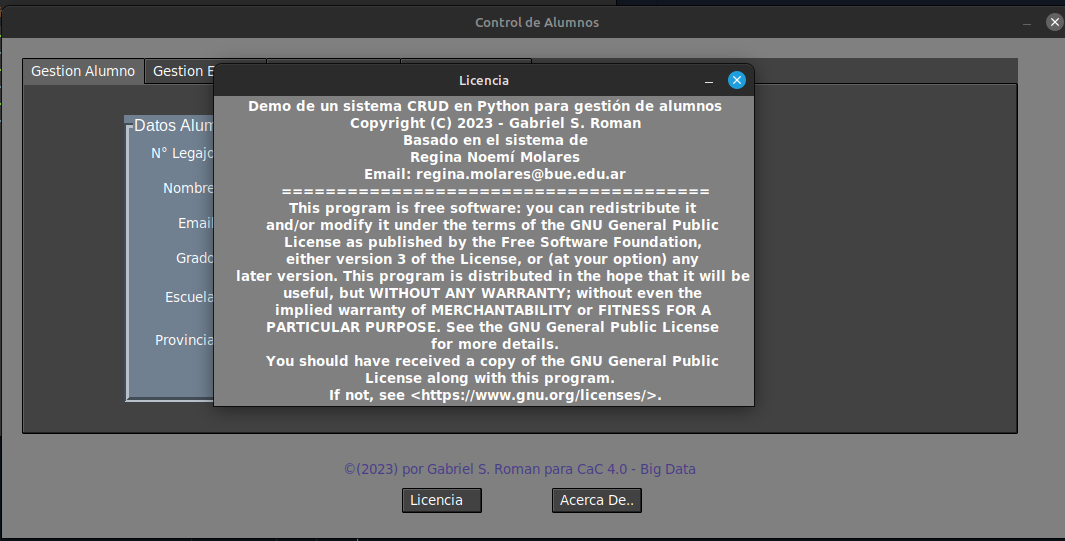 Control de Alumnos
Gestion Alumno
Gestion
Licencia
Demo de un sistema CRUD en Python para gestión de alumnos
Copyright (C) 2023 - Gabriel S. Roman
Basado en el sistema de
Regina Noemí Molares
Email: regina.molares@bue.edu.ar
=======================================
This program is free software: you can redistribute it
and/or modify it under the terms of the GNU General Public
License as published by the Free Software Foundation,
either version 3 of the License, or (at your option) any
later version. This program is distributed in the hope that it will be
useful, but WITHOUT ANY WARRANTY; without even the
implied warranty of MERCHANTABILITY or FITNESS FOR A
PARTICULAR PURPOSE. See the GNU General Public License
for more details.
You should have received a copy of the GNU General Public
License along with this program.
If not, see <https://www.gnu.org/licenses/>.
Datos Alum
N° Legajo
Nombre
Email
Grado
Escuela
Provincia
©(2023) por Gabriel S. Roman para CaC 4.0 - Big Data
Licencia
Acerca De..